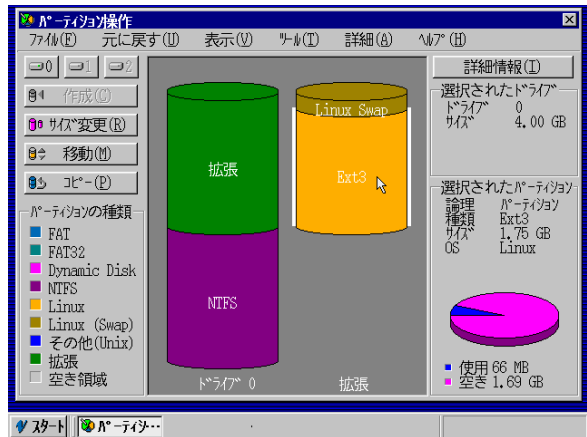 ﾊﾟｰﾃｨｼｮﾝ操作
ﾌｧｲﾙ(F) 元に戻す(U) 表示(V) ﾂｰﾙ(T) 詳細(A) ﾍﾙﾌﾟ(H)
0 1 2
作成(C)
ｻｲｽﾞ変更(R)
移動(M)
ｺﾋﾟｰ(P)
ﾊﾟｰﾃｨｼｮﾝの種類
FAT
FAT32
Dynamic Disk
NTFS
Linux
Linux (Swap)
その他(Unix)
拡張
空き領域
拡張
NTFS
ﾄﾞﾗｲﾌﾞ 0
Linux Swap
Ext3
拡張
詳細情報(I)
選択されたﾄﾞﾗｲﾌﾞ
ﾄﾞﾗｲﾌﾞ 0
ｻｲｽﾞ 4.00 GB
選択されたﾊﾟｰﾃｨｼｮﾝ
論理 ﾊﾟｰﾃｨｼｮﾝ
種類 Ext3
ｻｲｽﾞ 1.75 GB
OS Linux
使用 66 MB
空き 1.69 GB
ｽﾀｰﾄ
ﾊﾟｰﾃｨｼ･･･